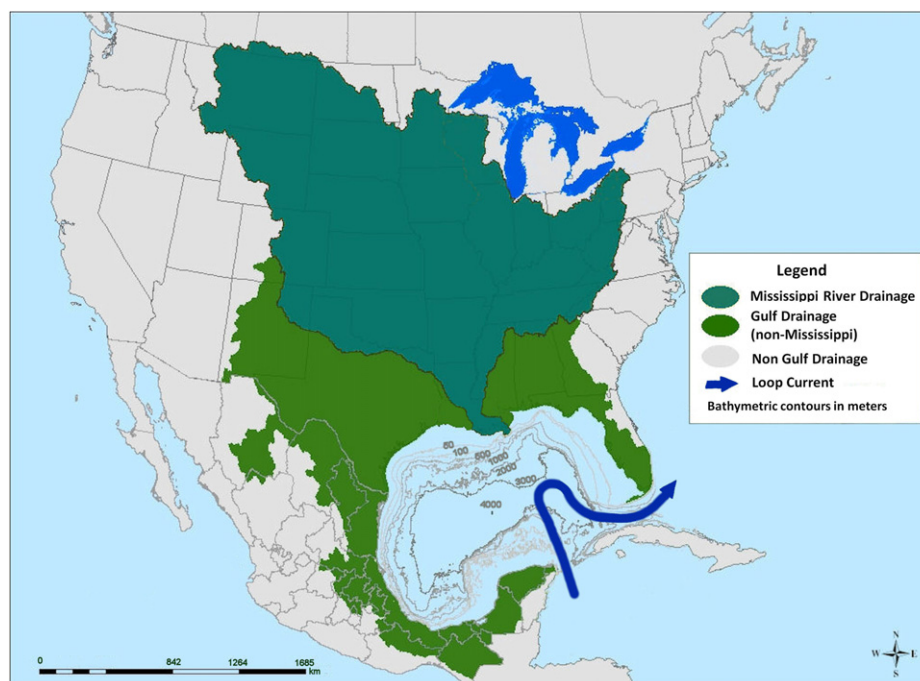 Legend
Mississippi River Drainage
Gulf Drainage
(non-Mississippi)
Non Gulf Drainage
Loop Current
Bathymetric contours in meters
50
100
500
1000
2000
3000
4000
N
W E
S
0 842 1264 1685
km